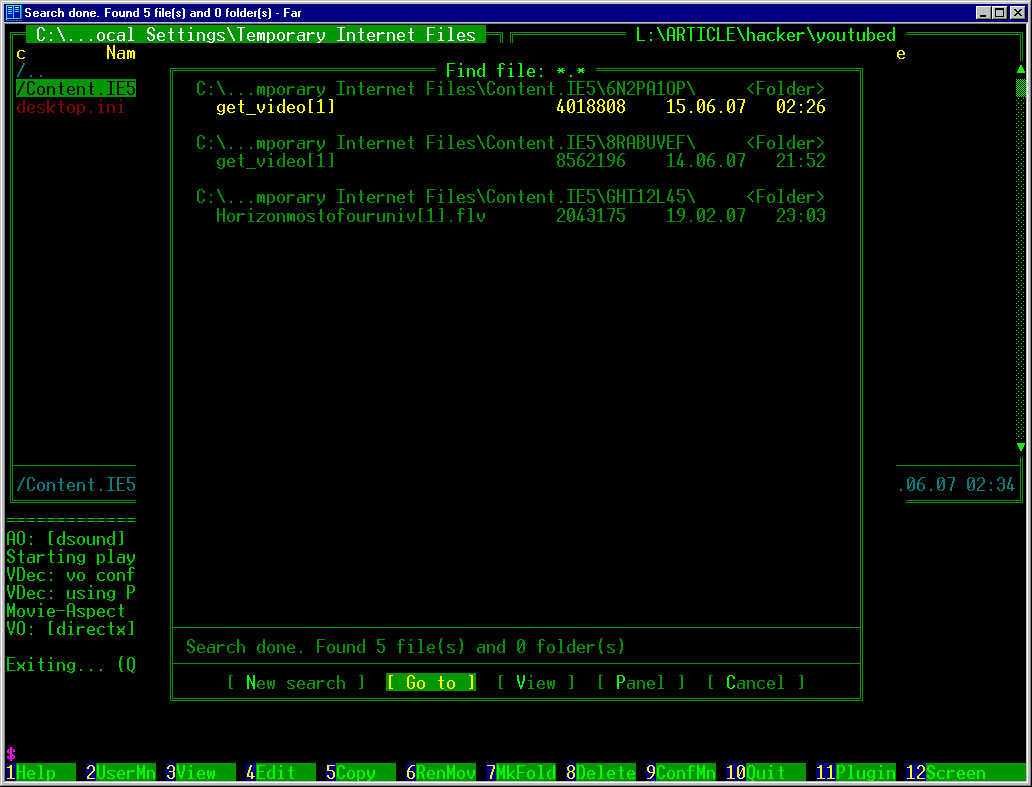 Search done. Found 5 file(s) and 0 folder(s) - Far
C:\...ocal Settings\Temporary Internet Files
L:\ARTICLE\hacker\youtubed
c Nam
e
/..
Find file: *.*
/Content.IE5
C:\...mporary Internet Files\Content.IE5\6N2PA1OP\ <Folder>
desktop.ini
get_video[1] 4018808 15.06.07 02:26
C:\...mporary Internet Files\Content.IE5\8RABUVEF\ <Folder>
get_video[1] 8562196 14.06.07 21:52
C:\...mporary Internet Files\Content.IE5\GHI12L45\ <Folder>
Horizonmostofouruniv[1].flv 2043175 19.02.07 23:03
/Content.IE5
.06.07 02:34
=============
AO: [dsound]
Starting play
VDec: vo conf
VDec: using P
Movie-Aspect
VO: [directx]
Search done. Found 5 file(s) and 0 folder(s)
Exiting... (Q
[ New search ] [ Go to ] [ View ] [ Panel ] [ Cancel ]
$
1Help 2UserMn 3View 4Edit 5Copy 6RenMov 7MkFold 8Delete 9ConfMn 10Quit 11Plugin 12Screen